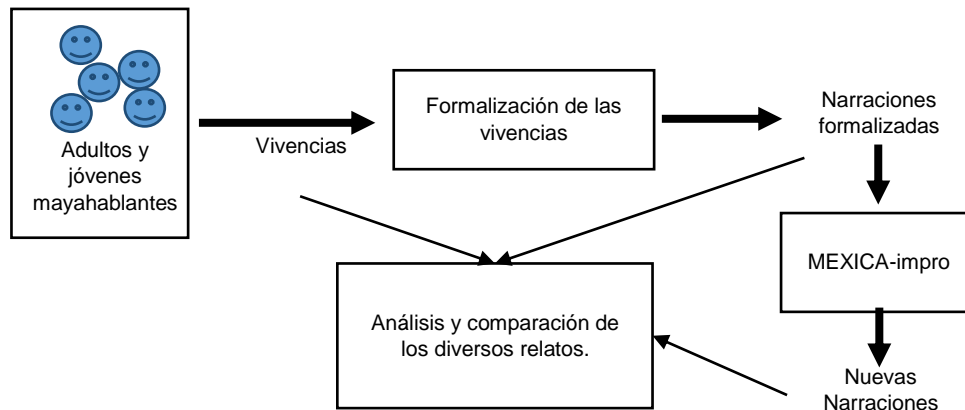 Adultos y
jóvenes
mayahablantes
Vivencias
Formalización de las
vivencias
Narraciones
formalizadas
MEXICA-impro
Análisis y comparación de
los diversos relatos.
Nuevas
Narraciones